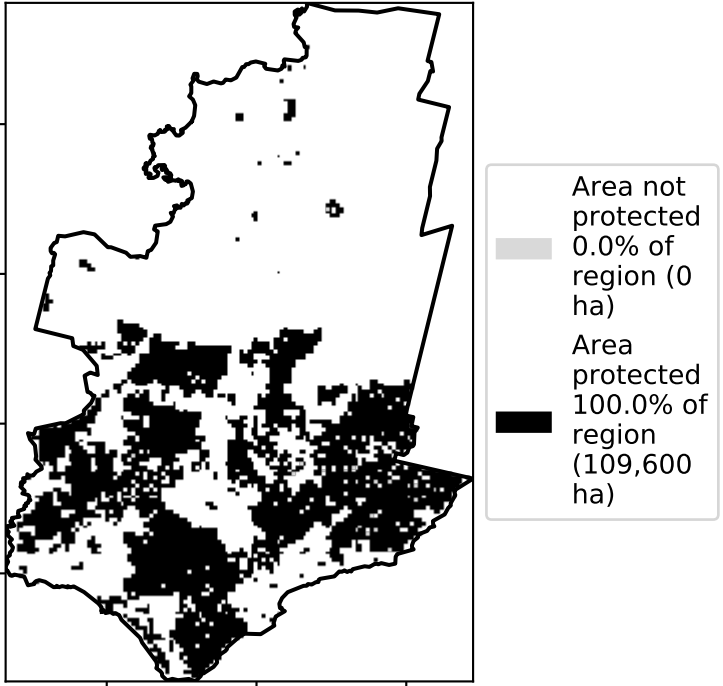 Area not
protected
0.0% of
region (0
ha)
Area
protected
100.0% of
region
(109,600
ha)